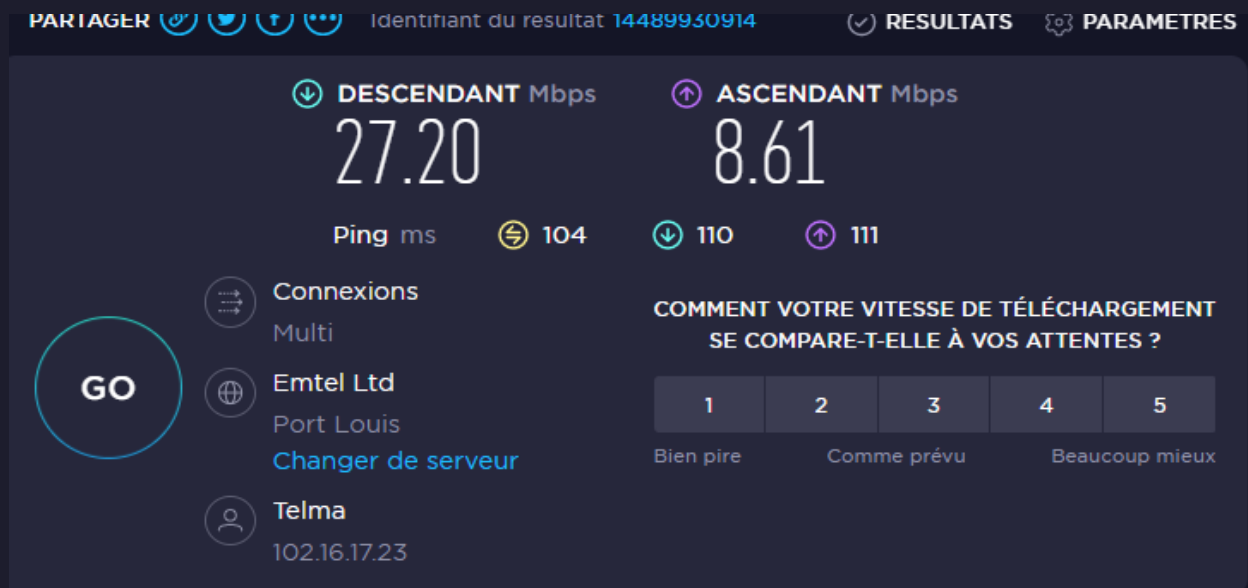 PARTAGER Identifiant du résultat 14489930914 RÉSULTATS PARAMÈTRES
DESCENDANT Mbps ASCENDANT Mbps
27.20 8.61
Ping ms 104 110 111
Connexions
Multi
COMMENT VOTRE VITESSE DE TÉLÉCHARGEMENT
SE COMPARE-T-ELLE À VOS ATTENTES ?
GO
Emtel Ltd
Port Louis
Changer de serveur
1 2 3 4 5
Bien pire Comme prévu Beaucoup mieux
Telma
102.16.17.23